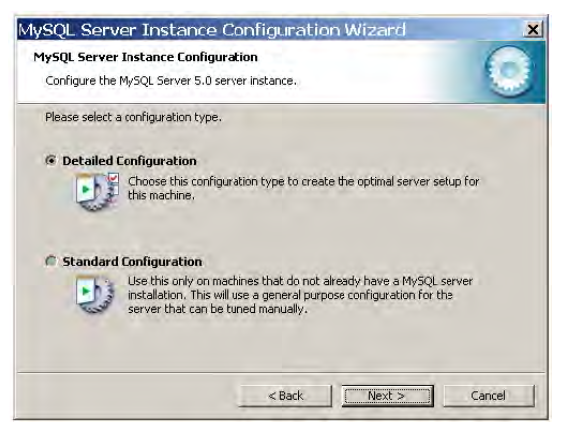 MySQL Server Instance Configuration Wizard
MySQL Server Instance Configuration
Configure the MySQL Server 5.0 server instance.
Please select a configuration type.
Detailed Configuration
Choose this configuration type to create the optimal server setup for
this machine.
Standard Configuration
Use this only on machines that do not already have a MySQL server
installation. This will use a general purpose configuration for the
server that can be tuned manually.
< Back
Next >
Cancel